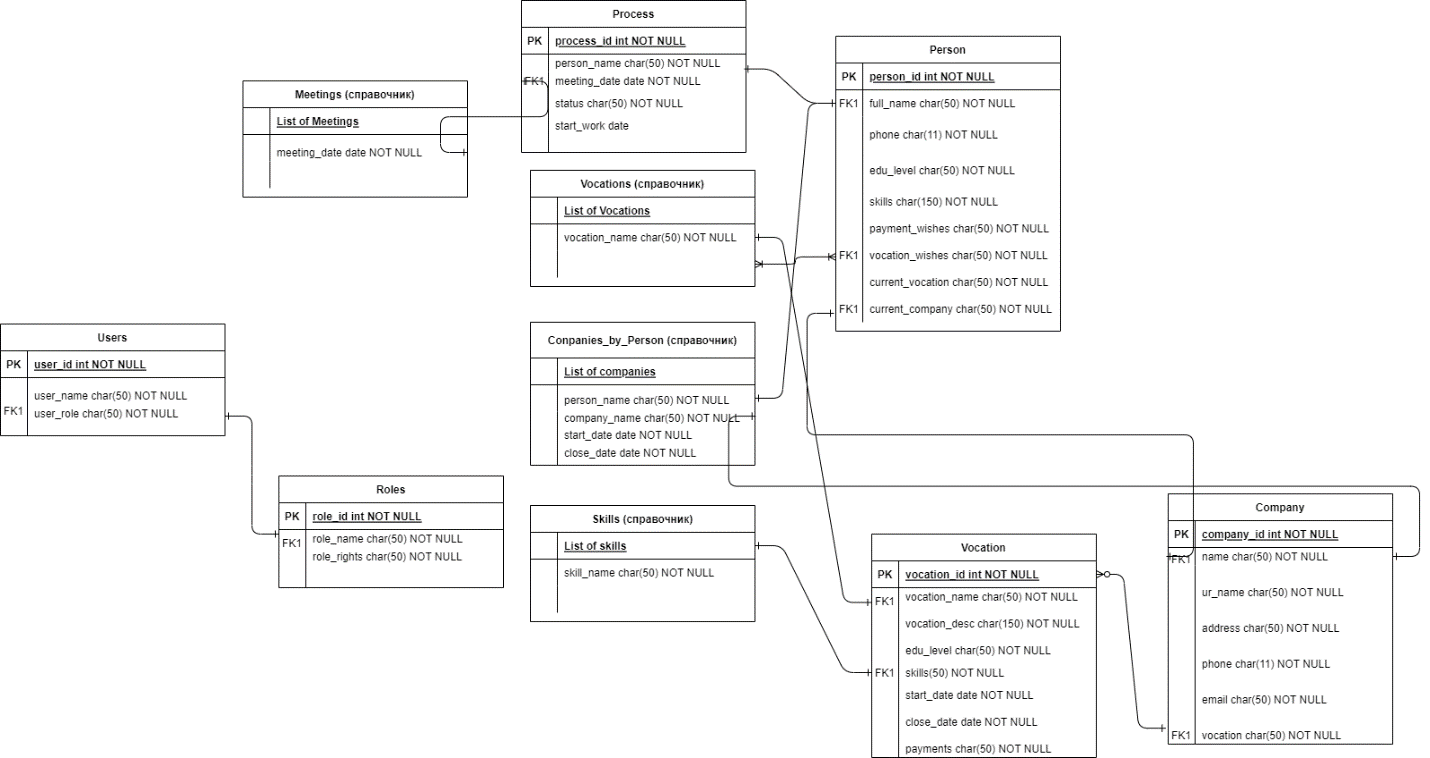 Process
PK process_id int NOT NULL
person_name char(50) NOT NULL
FK1 meeting_date date NOT NULL
status char(50) NOT NULL
start_work date
Person
PK person_id int NOT NULL
FK1 full_name char(50) NOT NULL
phone char(11) NOT NULL
edu_level char(50) NOT NULL
skills char(150) NOT NULL
payment_wishes char(50) NOT NULL
FK1 vocation_wishes char(50) NOT NULL
current_vocation char(50) NOT NULL
FK1 current_company char(50) NOT NULL
Meetings (справочник)
List of Meetings
meeting_date date NOT NULL
Vocations (справочник)
List of Vocations
vocation_name char(50) NOT NULL
Conpanies_by_Person (справочник)
List of companies
person_name char(50) NOT NULL
company_name char(50) NOT NULL
start_date date NOT NULL
close_date date NOT NULL
Users
PK user_id int NOT NULL
user_name char(50) NOT NULL
FK1 user_role char(50) NOT NULL
Roles
PK role_id int NOT NULL
FK1 role_name char(50) NOT NULL
role_rights char(50) NOT NULL
Skills (справочник)
List of skills
skill_name char(50) NOT NULL
Vocation
PK vocation_id int NOT NULL
FK1 vocation_name char(50) NOT NULL
vocation_desc char(150) NOT NULL
edu_level char(50) NOT NULL
FK1 skills(50) NOT NULL
start_date date NOT NULL
close_date date NOT NULL
payments char(50) NOT NULL
Company
PK company_id int NOT NULL
FK1 name char(50) NOT NULL
ur_name char(50) NOT NULL
address char(50) NOT NULL
phone char(11) NOT NULL
email char(50) NOT NULL
FK1 vocation char(50) NOT NULL